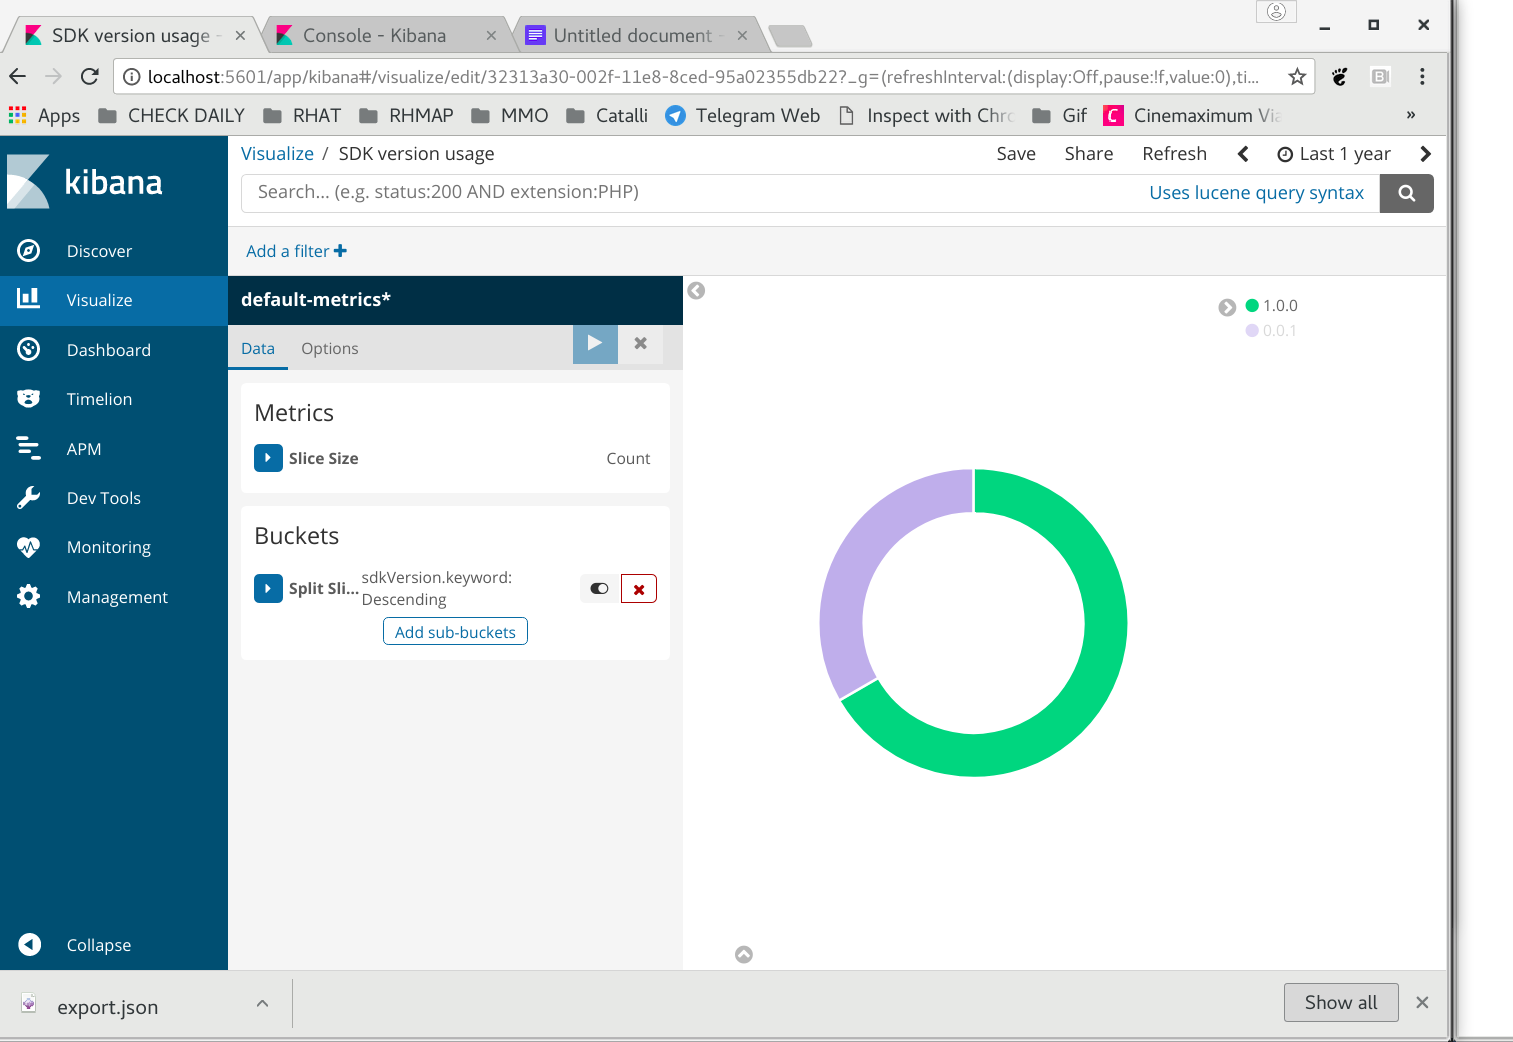 SDK version usage -
Console - Kibana
Untitled document -
localhost:5601/app/kibana#/visualize/edit/32313a30-002f-11e8-8ced-95a02355db22?_g=(refreshInterval:(display:Off,pause:!f,value:0),ti...
Apps
CHECK DAILY
RHAT
RHMAP
MMO
Catalli
Telegram Web
Inspect with Chro
Gif
Cinemaximum Via
»
kibana
Visualize / SDK version usage
Save
Share
Refresh
Last 1 year
Search... (e.g. status:200 AND extension:PHP)
Uses lucene query syntax
Add a filter +
Discover
Visualize
Dashboard
Timelion
APM
Dev Tools
Monitoring
Management
Collapse
default-metrics*
Data
Options
Metrics
Slice Size
Count
Buckets
Split Sli...
sdkVersion.keyword:
Descending
Add sub-buckets
1.0.0
0.0.1
export.json
Show all